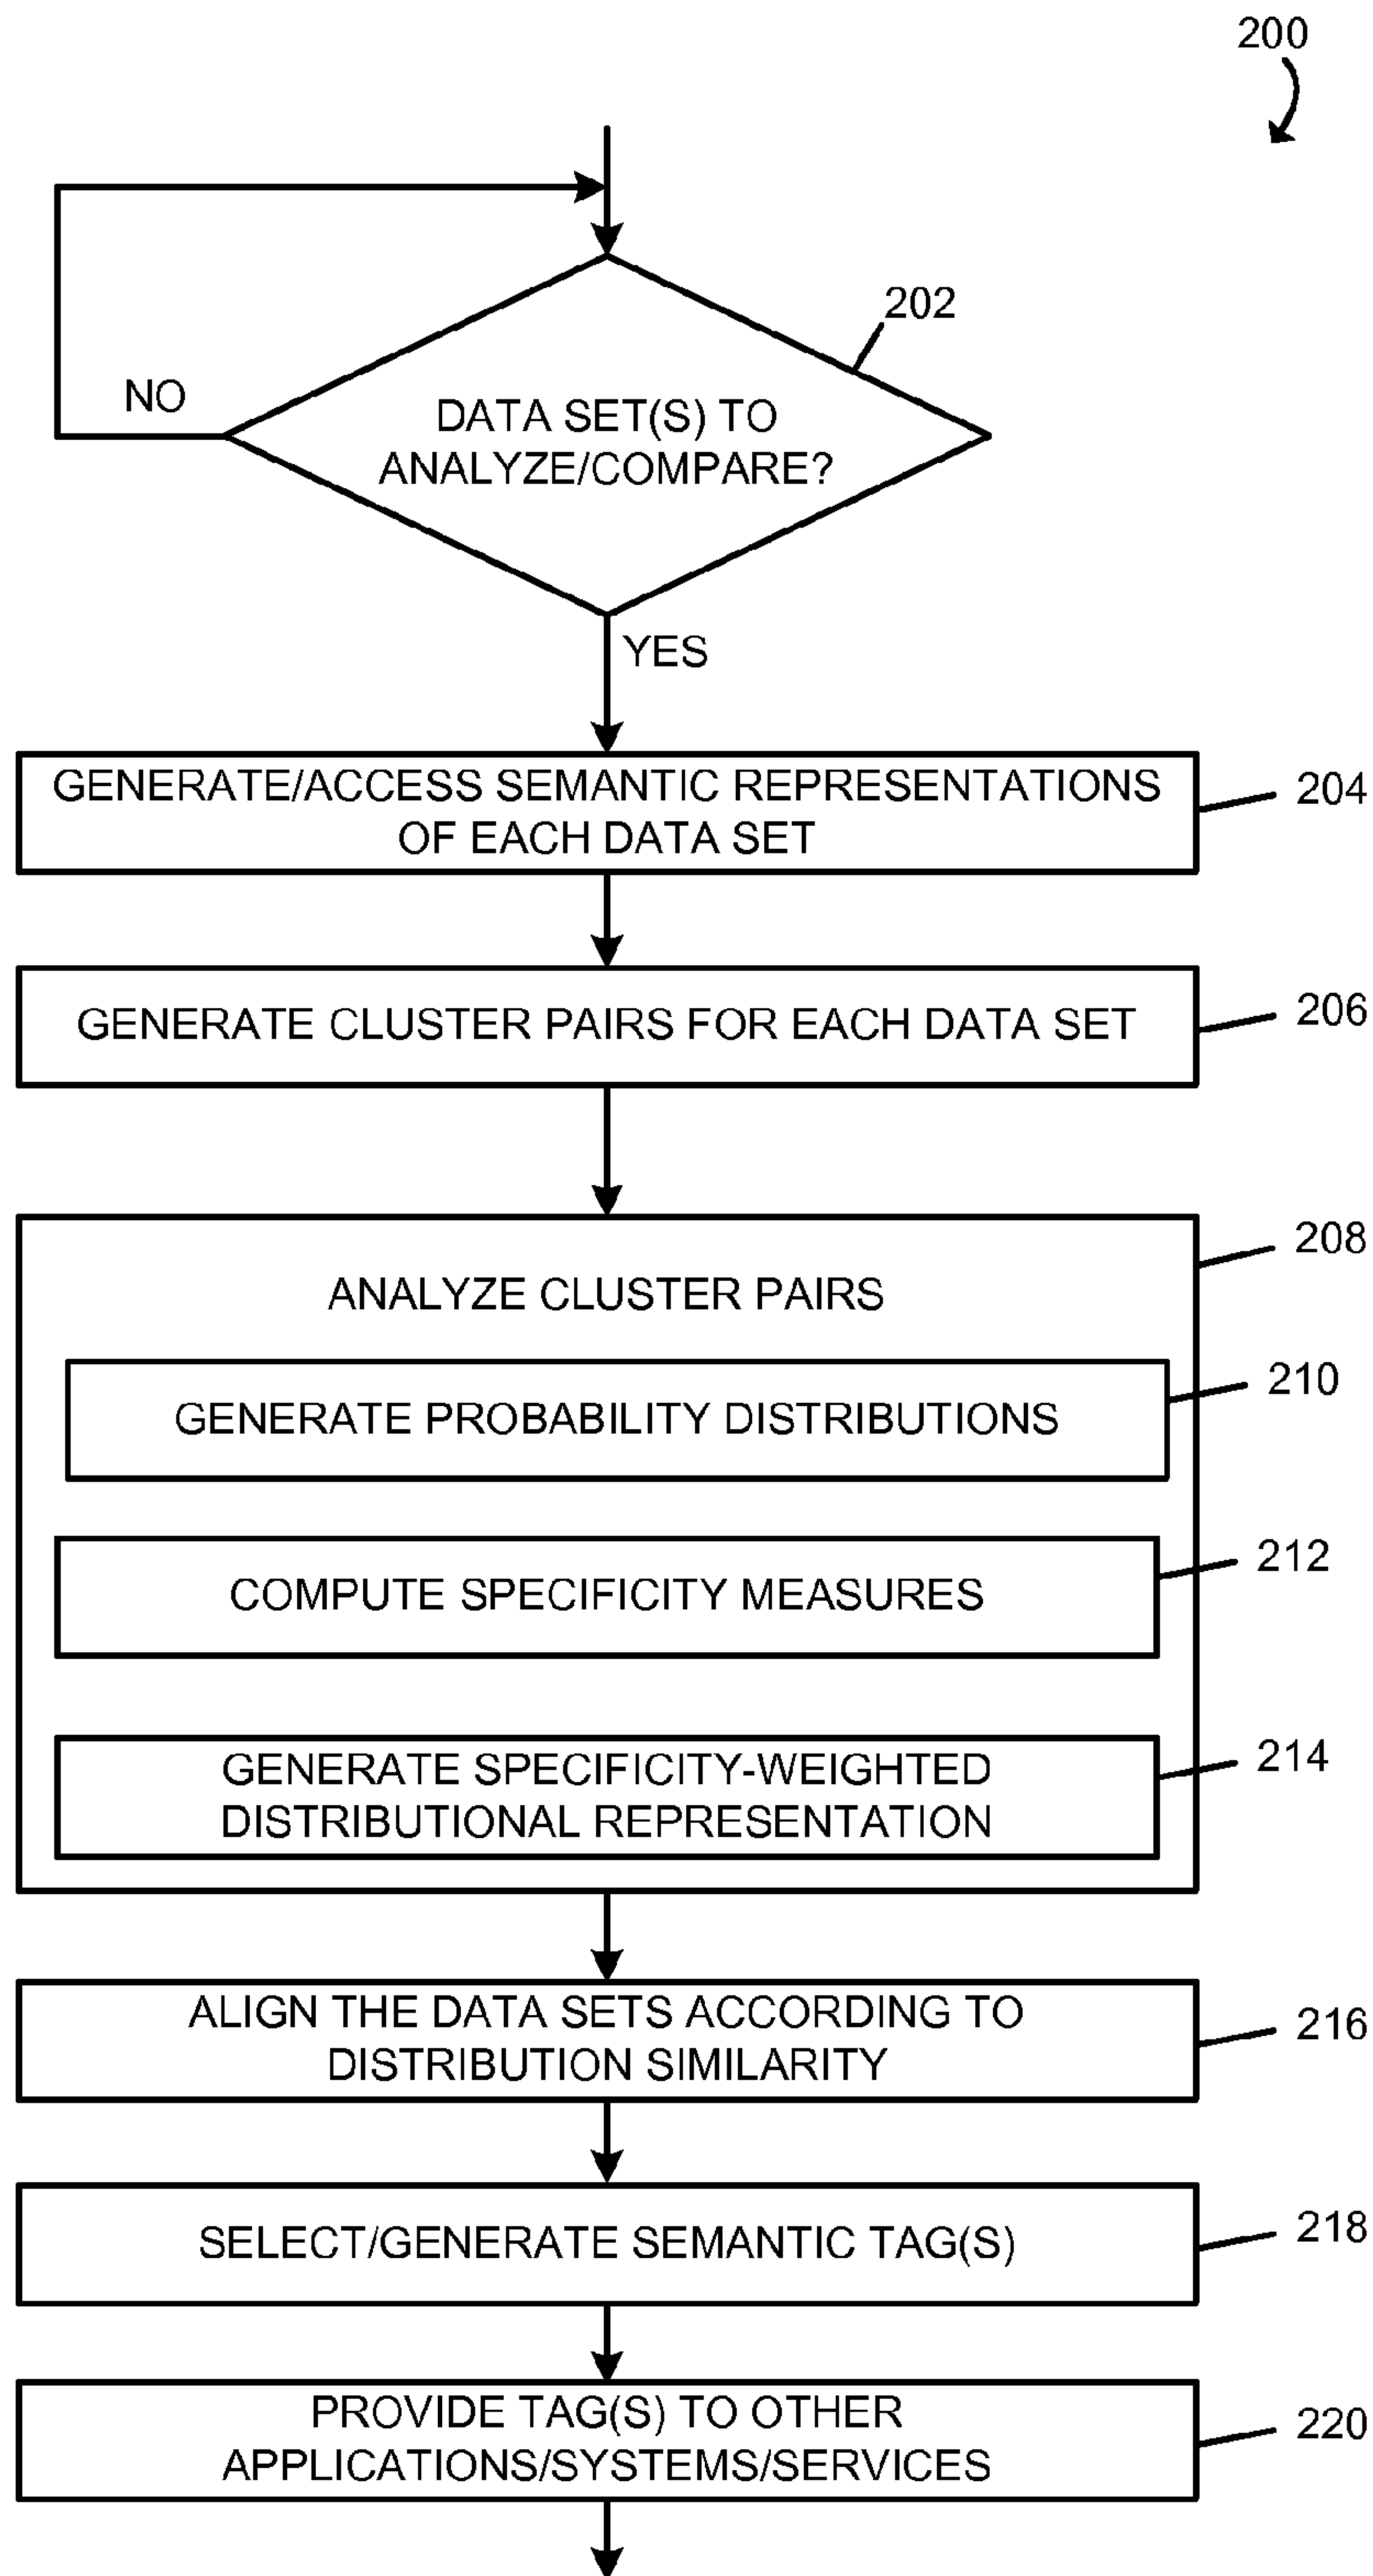 200
202
NO
DATA SET(S) TO
ANALYZE/COMPARE?
YES
GENERATE/ACCESS SEMANTIC REPRESENTATIONS
OF EACH DATA SET
204
GENERATE CLUSTER PAIRS FOR EACH DATA SET
206
208
ANALYZE CLUSTER PAIRS
210
GENERATE PROBABILITY DISTRIBUTIONS
212
COMPUTE SPECIFICITY MEASURES
214
GENERATE SPECIFICITY-WEIGHTED
DISTRIBUTIONAL REPRESENTATION
ALIGN THE DATA SETS ACCORDING TO
DISTRIBUTION SIMILARITY
216
SELECT/GENERATE SEMANTIC TAG(S)
218
PROVIDE TAG(S) TO OTHER
APPLICATIONS/SYSTEMS/SERVICES
220